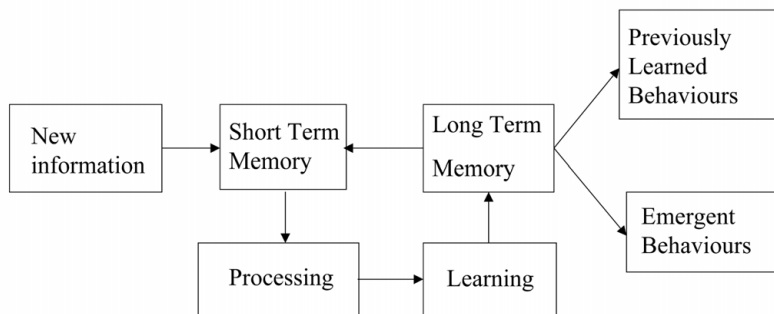 New
information
Short Term
Memory
Processing
Learning
Long Term
Memory
Previously
Learned
Behaviours
Emergent
Behaviours